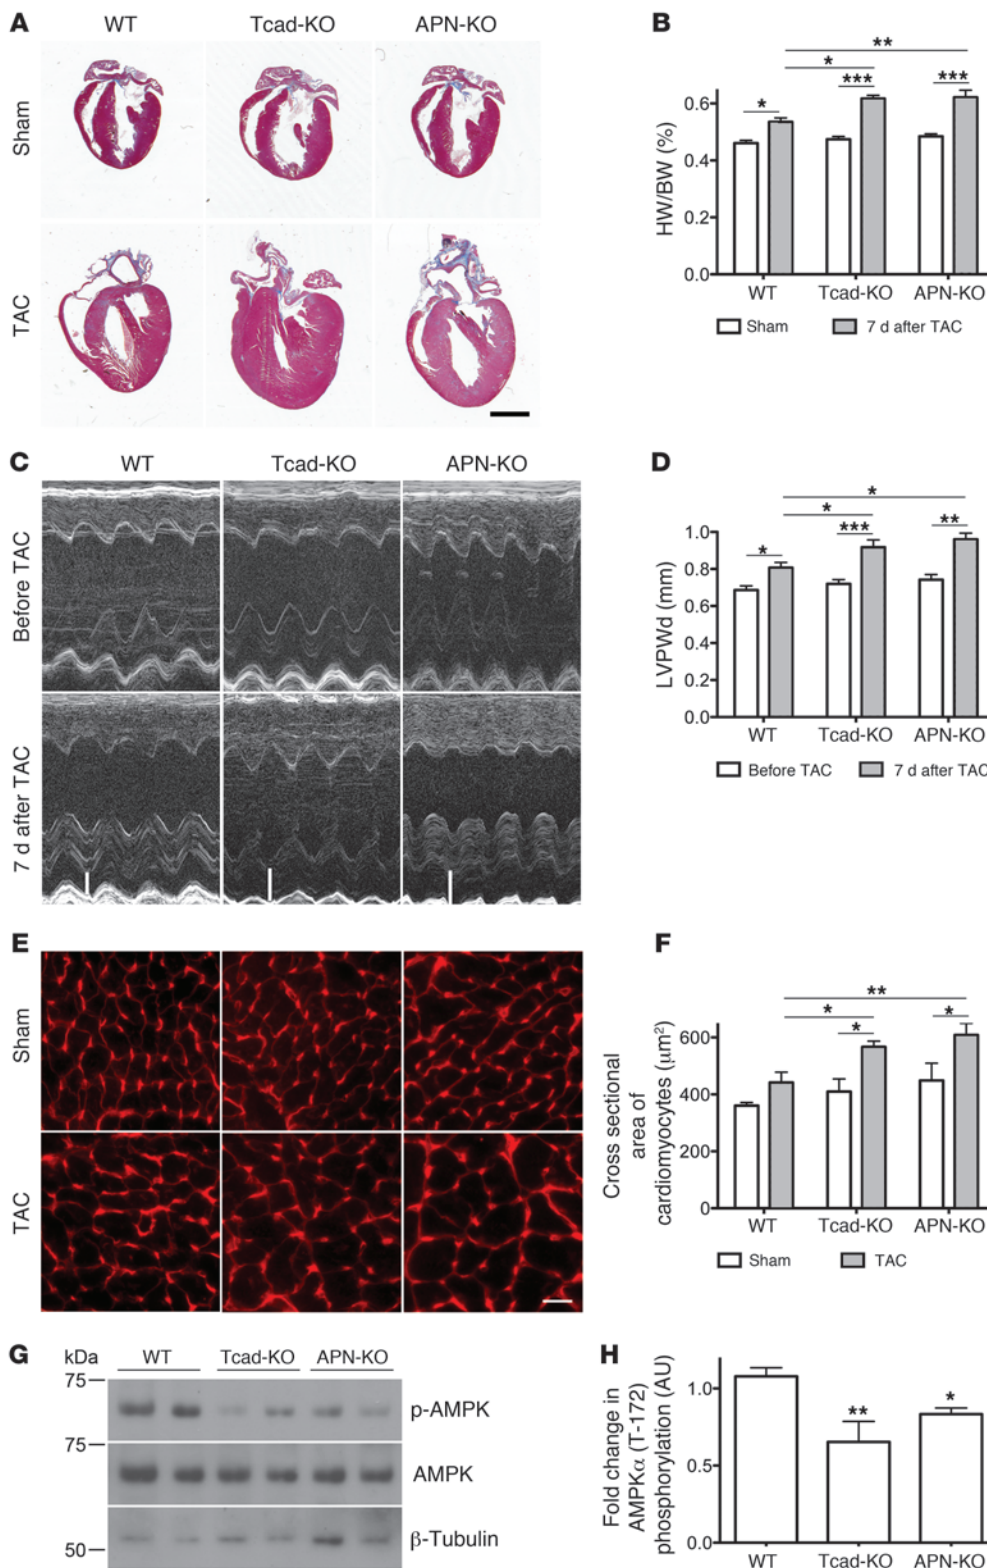 A
WT Tcad-KO APN-KO
Sham
TAC
B
** 
* *** ***
*
HW/BW (%)
0.6
0.4
0.2
0.0
WT Tcad-KO APN-KO
Sham 7 d after TAC
C
WT Tcad-KO APN-KO
Before TAC
7 d after TAC
D
*
* *** **
*
LVPWd (mm)
1.0
0.8
0.6
0.4
0.2
0.0
WT Tcad-KO APN-KO
Before TAC 7 d after TAC
E
Sham
TAC
F
**
* * *
Cross sectional
area of
cardiomyocytes (μm²)
600
400
200
0
WT Tcad-KO APN-KO
Sham TAC
G
kDa WT Tcad-KO APN-KO
75
p-AMPK
75
AMPK
β-Tubulin
50
H
Fold change in
AMPKα (T-172)
phosphorylation (AU)
1.0
0.5
0.0
** *
WT Tcad-KO APN-KO